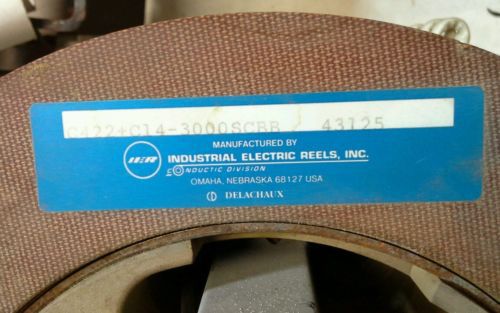 C422+C14-3000SCBB 43125
MANUFACTURED BY
IER INDUSTRIAL ELECTRIC REELS, INC.
CONDUCTIC DIVISION
OMAHA, NEBRASKA 68127 USA
DELACHAUX